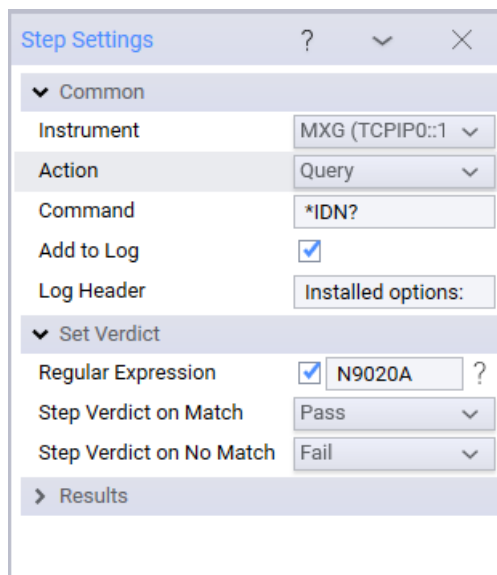 Step Settings ?
Common
Instrument MXG (TCPIP0::1
Action Query
Command *IDN?
Add to Log
Log Header Installed options:
Set Verdict
Regular Expression N9020A ?
Step Verdict on Match Pass
Step Verdict on No Match Fail
Results